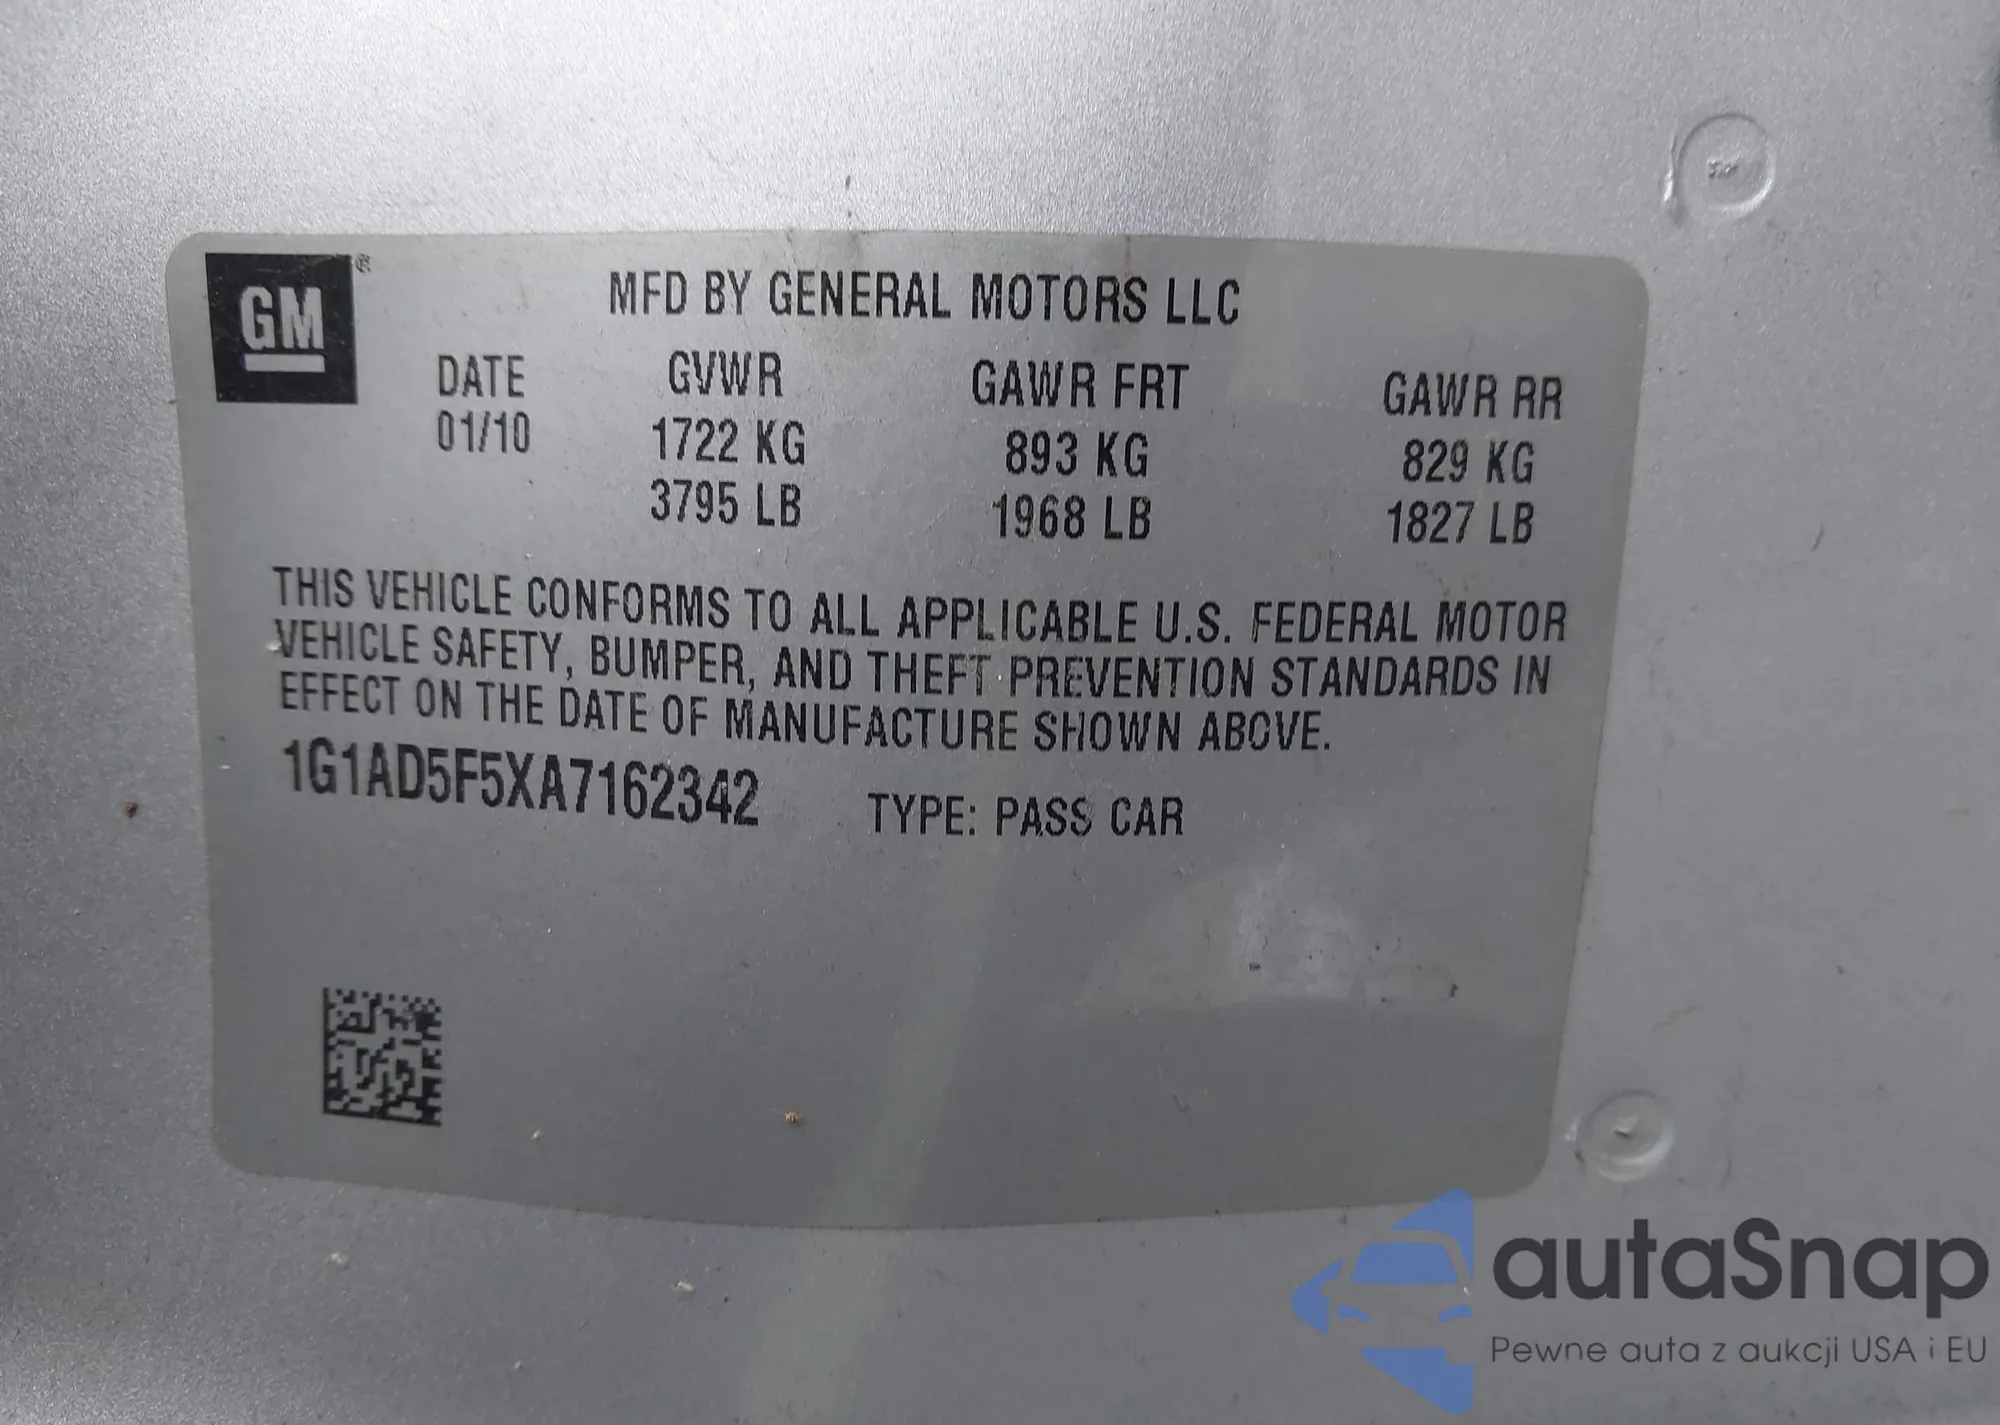 GM®
MFD BY GENERAL MOTORS LLC
DATE GVWR GAWR FRT GAWR RR
01/10 1722 KG 893 KG 829 KG
3795 LB 1968 LB 1827 LB
THIS VEHICLE CONFORMS TO ALL APPLICABLE U.S. FEDERAL MOTOR
VEHICLE SAFETY, BUMPER, AND THEFT PREVENTION STANDARDS IN
EFFECT ON THE DATE OF MANUFACTURE SHOWN ABOVE.
1G1AD5F5XA7162342 TYPE: PASS CAR
autaSnap
Pewne auta z aukcji USA i EU